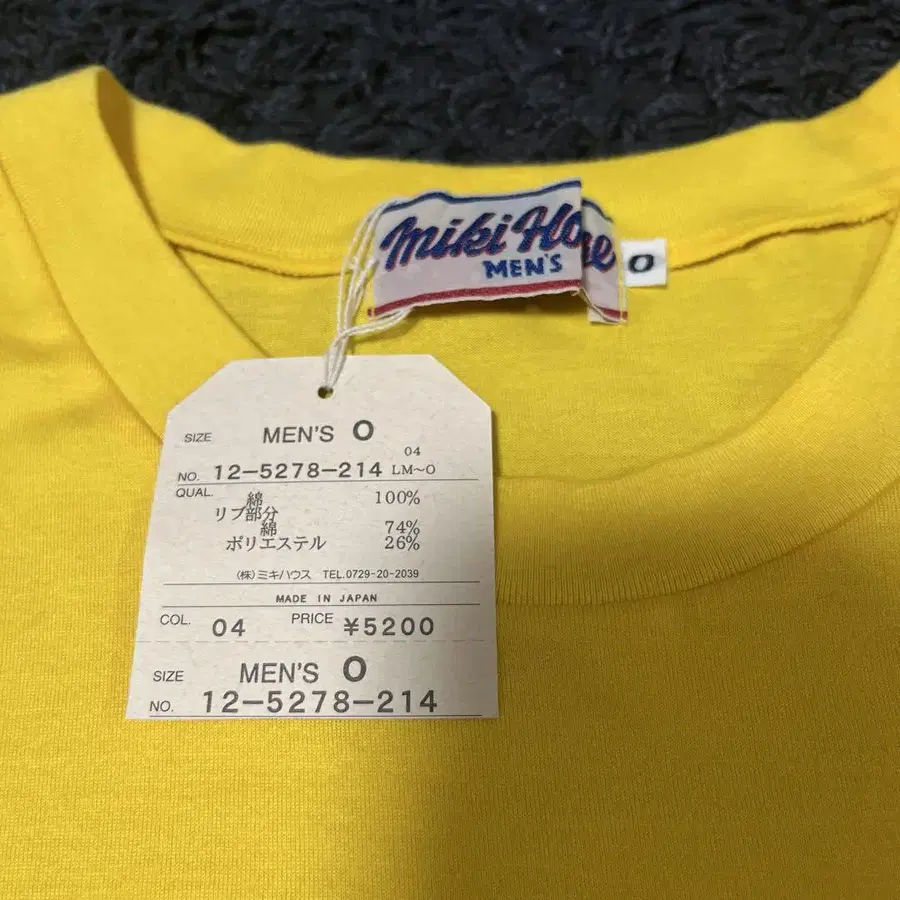 miki Ho
MEN'S
se
O
SIZE MEN'S O
04
NO. 12-5278-214 LM~O
QUAL. 綿 100%
リブ部分
綿 74%
ポリエステル 26%
(株)ミキハウス TEL.0729-20-2039
MADE IN JAPAN
COL. 04 PRICE ¥5200
SIZE MEN'S O
NO. 12-5278-214